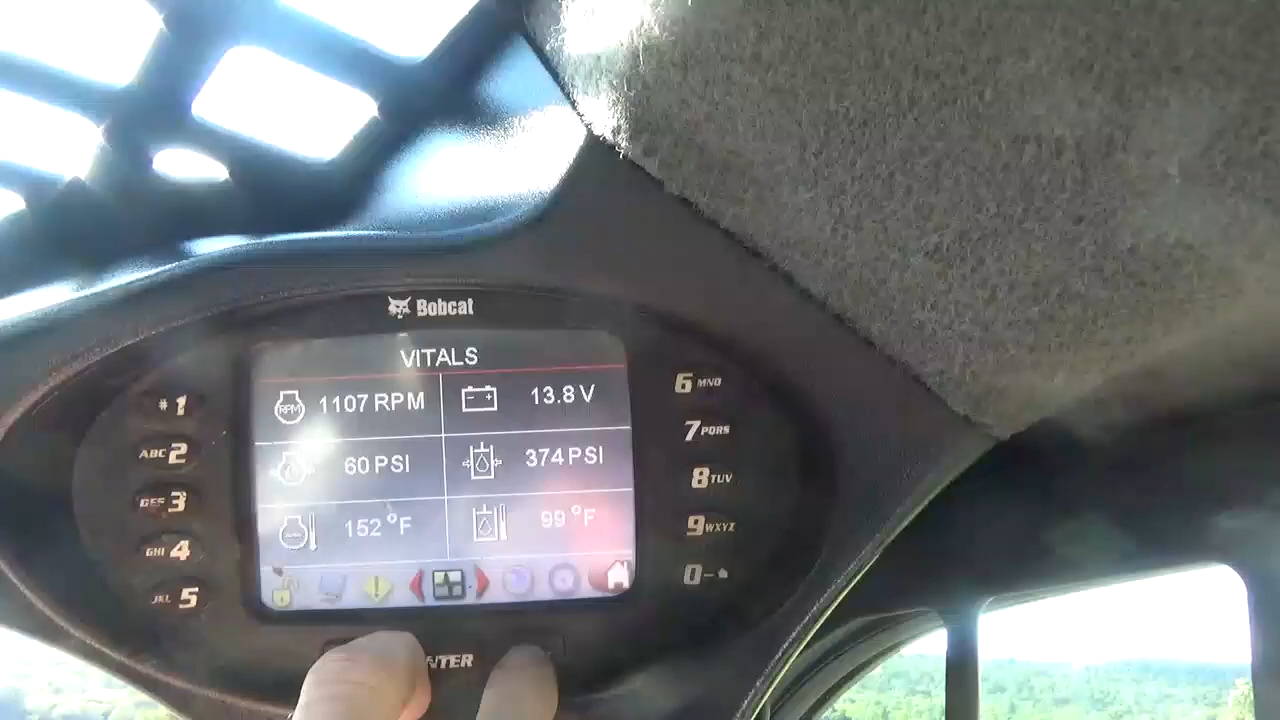 Bobcat
VITALS
RPM 1107 RPM 13.8 V
60 PSI 374 PSI
152 °F 99 °F
# 1
ABC 2
DEF 3
GHI 4
JKL 5
6 MNO
7 PQRS
8 TUV
9 WXYZ
0
NTER